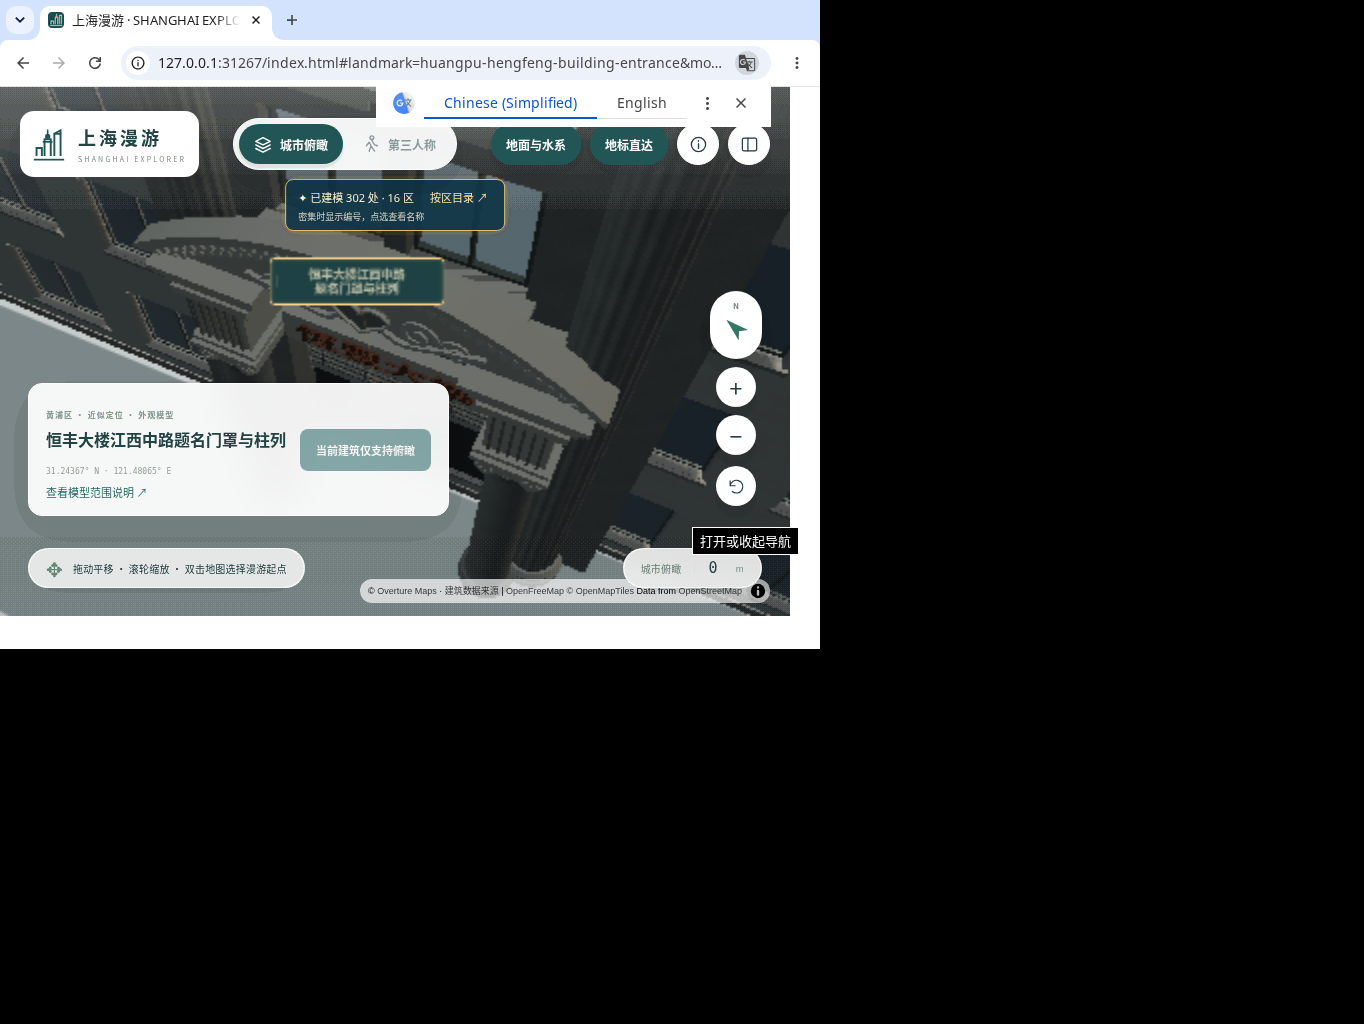 上海漫游 · SHANGHAI EXPLO
127.0.0.1:31267/index.html#landmark=huangpu-hengfeng-building-entrance&mo...
Chinese (Simplified)
English
上海漫游
SHANGHAI EXPLORER
城市俯瞰
第三人称
地面与水系
地标直达
✦ 已建模 302 处 · 16 区
按区目录 ↗
密集时显示编号，点选查看名称
恒丰大楼江西中路
题名门罩与柱列
N
黄浦区 · 近似定位 · 外观模型
恒丰大楼江西中路题名门罩与柱列
当前建筑仅支持俯瞰
31.24367° N · 121.48065° E
查看模型范围说明 ↗
打开或收起导航
拖动平移 · 滚轮缩放 · 双击地图选择漫游起点
城市俯瞰 0 m
© Overture Maps · 建筑数据来源 | OpenFreeMap © OpenMapTiles Data from OpenStreetMap